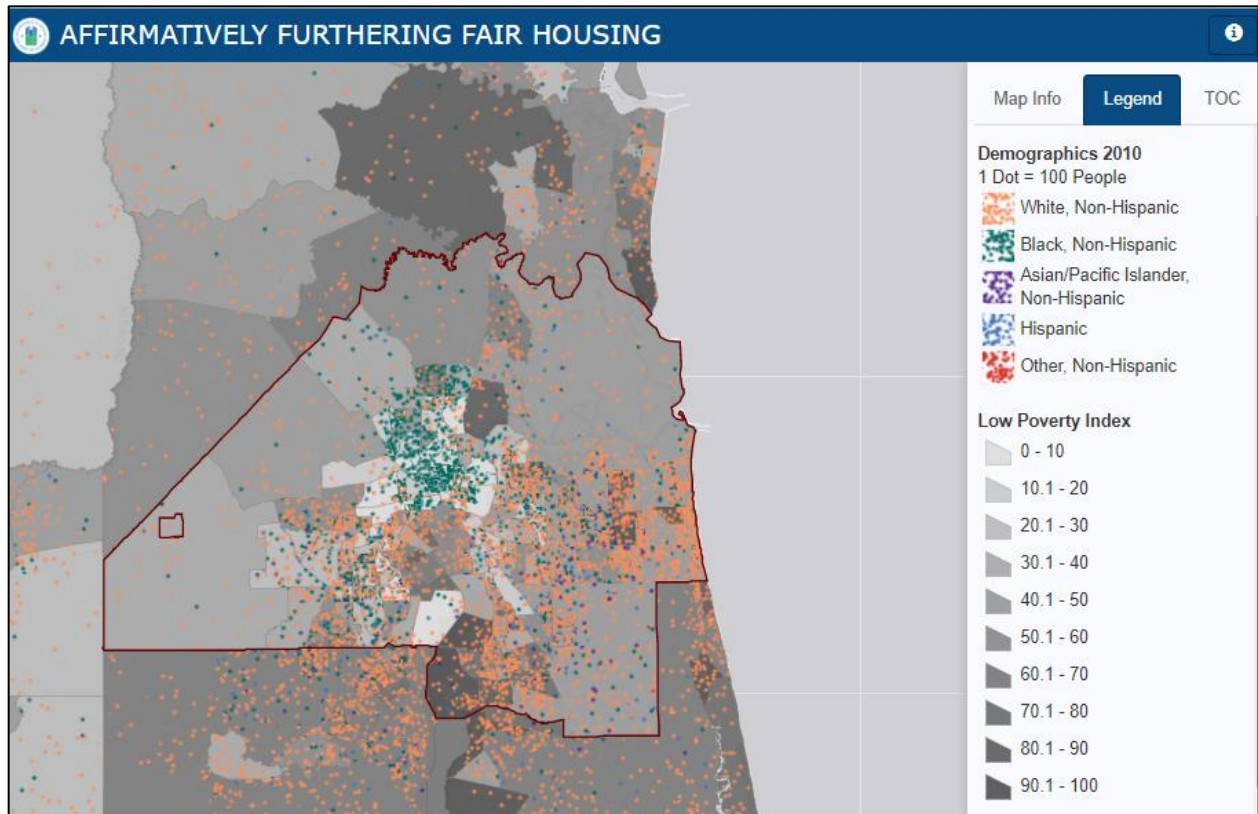 AFFIRMATIVELY FURTHERING FAIR HOUSING
Map Info Legend TOC
Demographics 2010
1 Dot = 100 People
White, Non-Hispanic
Black, Non-Hispanic
Asian/Pacific Islander,
Non-Hispanic
Hispanic
Other, Non-Hispanic
Low Poverty Index
0 - 10
10.1 - 20
20.1 - 30
30.1 - 40
40.1 - 50
50.1 - 60
60.1 - 70
70.1 - 80
80.1 - 90
90.1 - 100